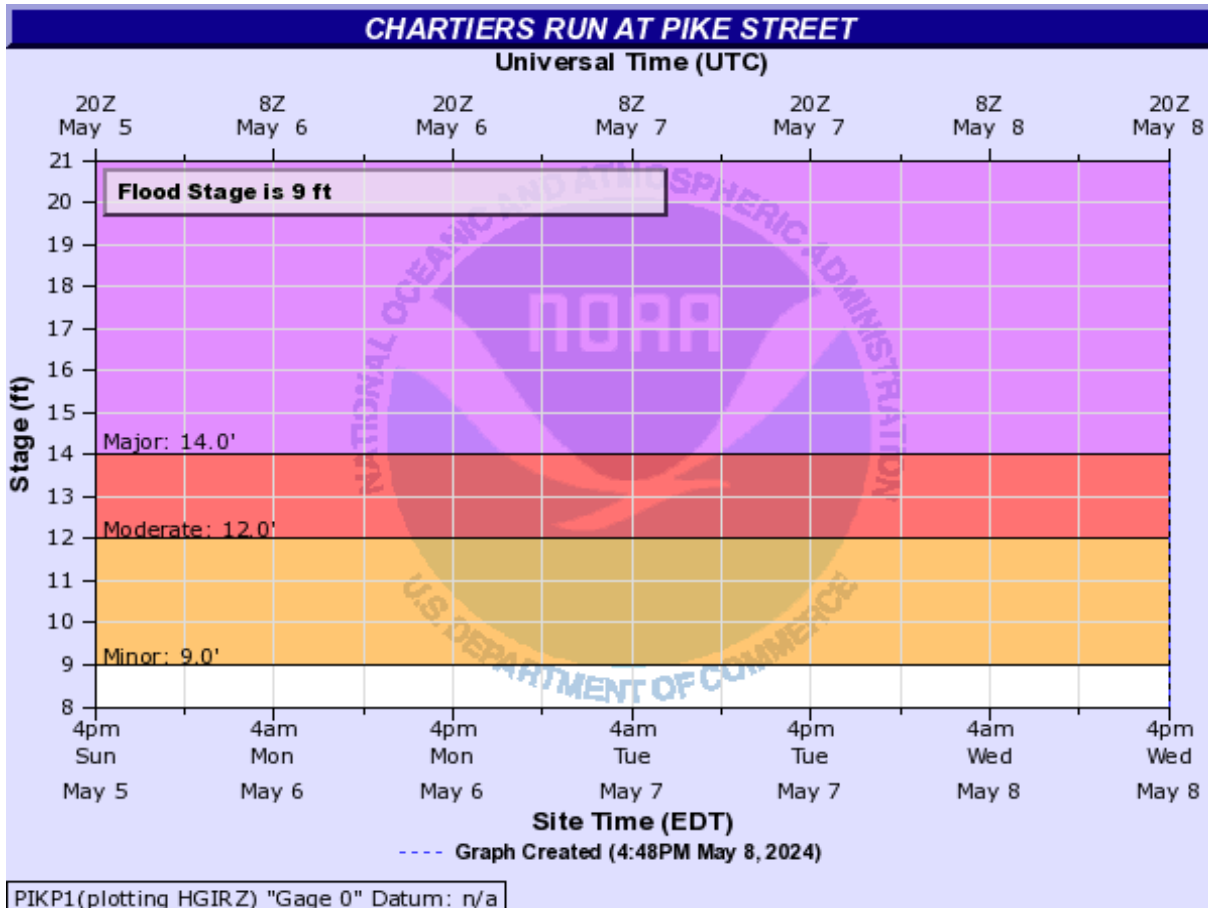 CHARTIERS RUN AT PIKE STREET
Universal Time (UTC)
20Z 8Z 20Z 8Z 20Z 8Z 20Z
May 5 May 6 May 6 May 7 May 7 May 8 May 8
Flood Stage is 9 ft
NATIONAL OCEANIC AND ATMOSPHERIC ADMINISTRATION
NOAA
U.S. DEPARTMENT OF COMMERCE
Stage (ft)
21
20
19
18
17
16
15
Major: 14.0'
14
13
Moderate: 12.0'
12
11
10
Minor: 9.0'
9
8
4pm 4am 4pm 4am 4pm 4am 4pm
Sun Mon Mon Tue Tue Wed Wed
May 5 May 6 May 6 May 7 May 7 May 8 May 8
Site Time (EDT)
---- Graph Created (4:48PM May 8, 2024)
PIKP1(plotting HGIRZ) "Gage 0" Datum: n/a